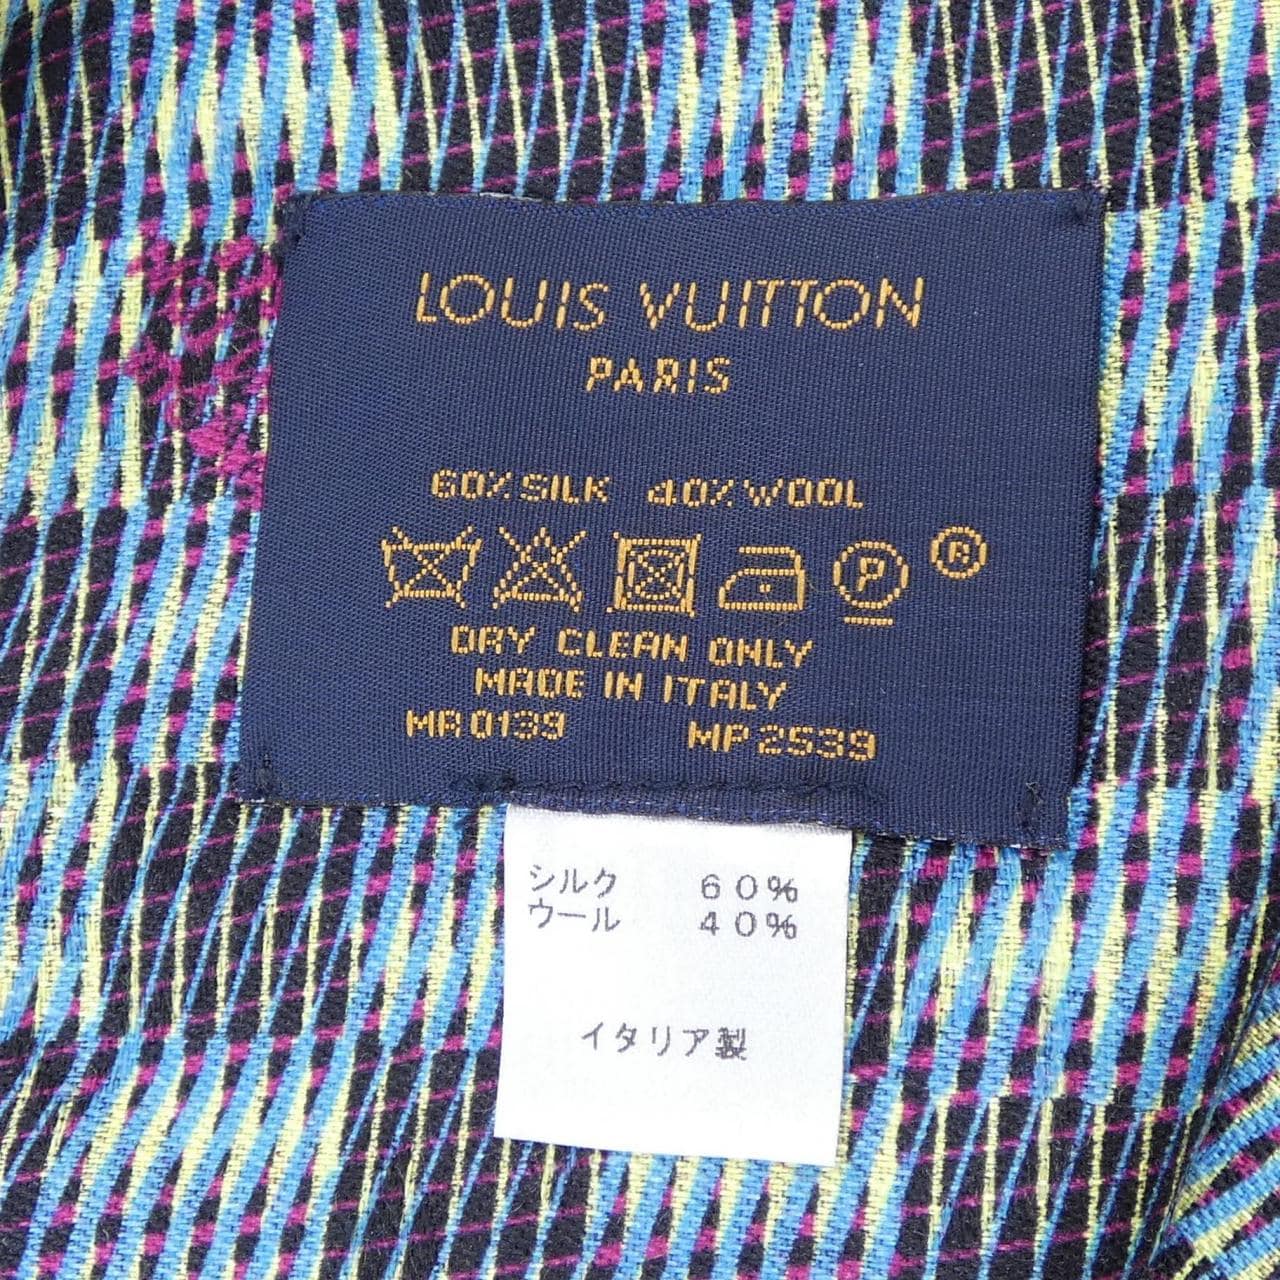 LOUIS VUITTON
PARIS
60% SILK 40% WOOL
P ®
DRY CLEAN ONLY
MADE IN ITALY
MR0139 MP2539
シルク 60%
ウール 40%
イタリア製